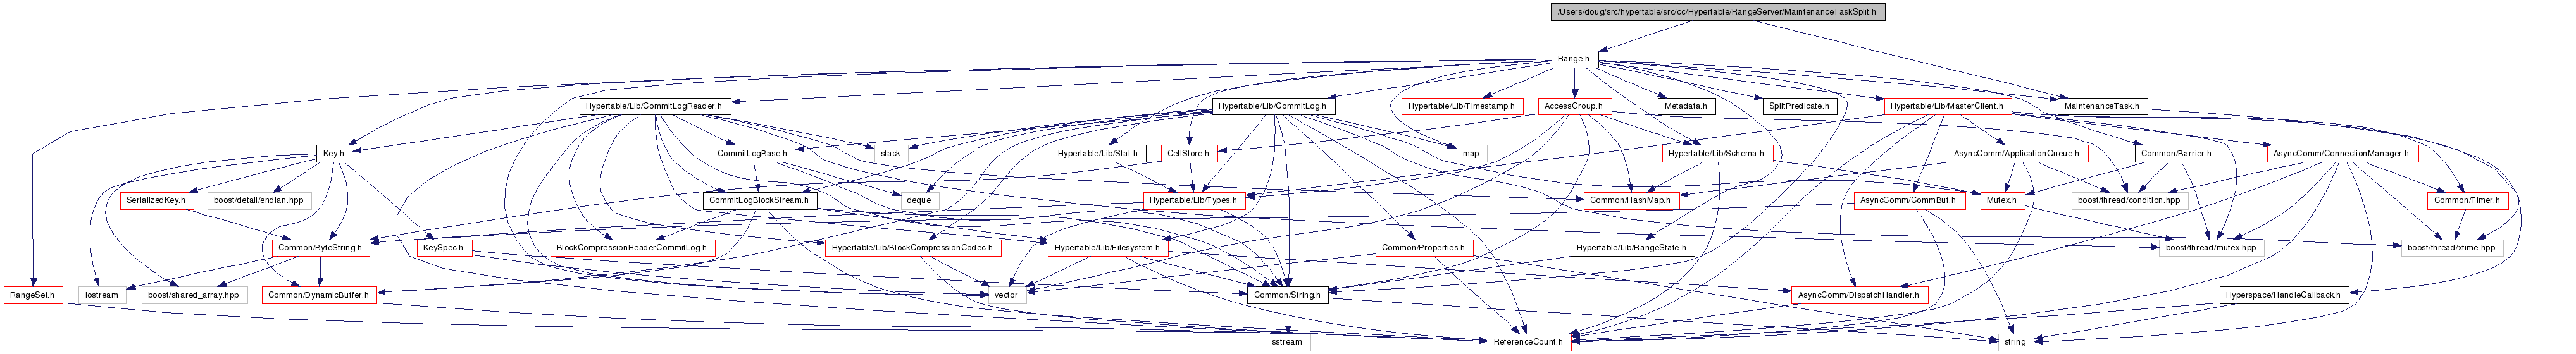 /Users/doug/src/hypertable/src/cc/Hypertable/RangeServer/MaintenanceTaskSplit.h
Range.h
Hypertable/Lib/CommitLogReader.h
Hypertable/Lib/CommitLog.h
Hypertable/Lib/Timestamp.h
AccessGroup.h
Metadata.h
SplitPredicate.h
Hypertable/Lib/MasterClient.h
MaintenanceTask.h
Key.h
CommitLogBase.h
stack
Hypertable/Lib/Stat.h
CellStore.h
map
Hypertable/Lib/Schema.h
AsyncComm/ApplicationQueue.h
Common/Barrier.h
AsyncComm/ConnectionManager.h
SerializedKey.h
boost/detail/endian.hpp
CommitLogBlockStream.h
deque
Hypertable/Lib/Types.h
Common/HashMap.h
AsyncComm/CommBuf.h
Mutex.h
boost/thread/condition.hpp
Common/Timer.h
Common/ByteString.h
KeySpec.h
BlockCompressionHeaderCommitLog.h
Hypertable/Lib/BlockCompressionCodec.h
Hypertable/Lib/Filesystem.h
Common/Properties.h
Hypertable/Lib/RangeState.h
boost/thread/mutex.hpp
boost/thread/xtime.hpp
RangeSet.h
iostream
boost/shared_array.hpp
Common/DynamicBuffer.h
vector
Common/String.h
AsyncComm/DispatchHandler.h
Hyperspace/HandleCallback.h
sstream
ReferenceCount.h
string